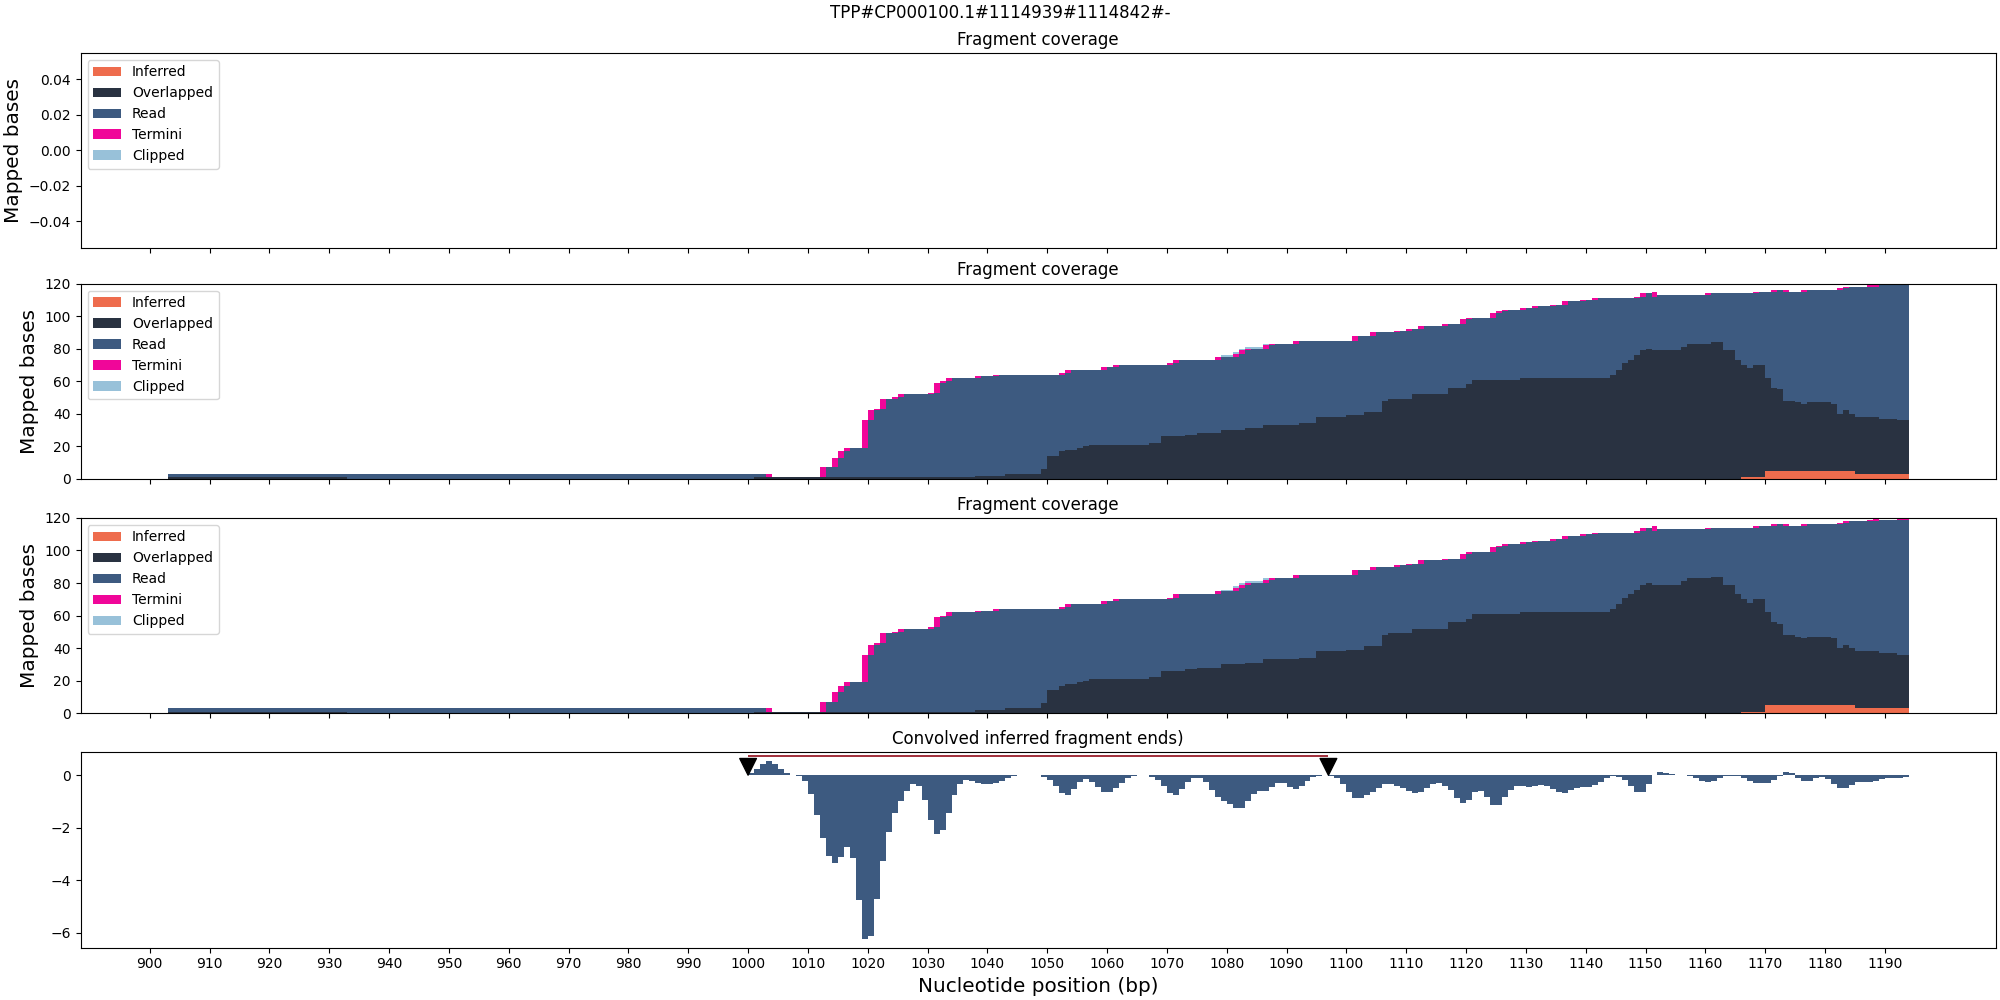 TPP#CP000100.1#1114939#1114842#-
Fragment coverage
Mapped bases
0.04
0.02
0.00
−0.02
−0.04
Inferred
Overlapped
Read
Termini
Clipped
Fragment coverage
Mapped bases
120
100
80
60
40
20
0
Inferred
Overlapped
Read
Termini
Clipped
Fragment coverage
Mapped bases
120
100
80
60
40
20
0
Inferred
Overlapped
Read
Termini
Clipped
Convolved inferred fragment ends)
0
−2
−4
−6
900 910 920 930 940 950 960 970 980 990 1000 1010 1020 1030 1040 1050 1060 1070 1080 1090 1100 1110 1120 1130 1140 1150 1160 1170 1180 1190
Nucleotide position (bp)